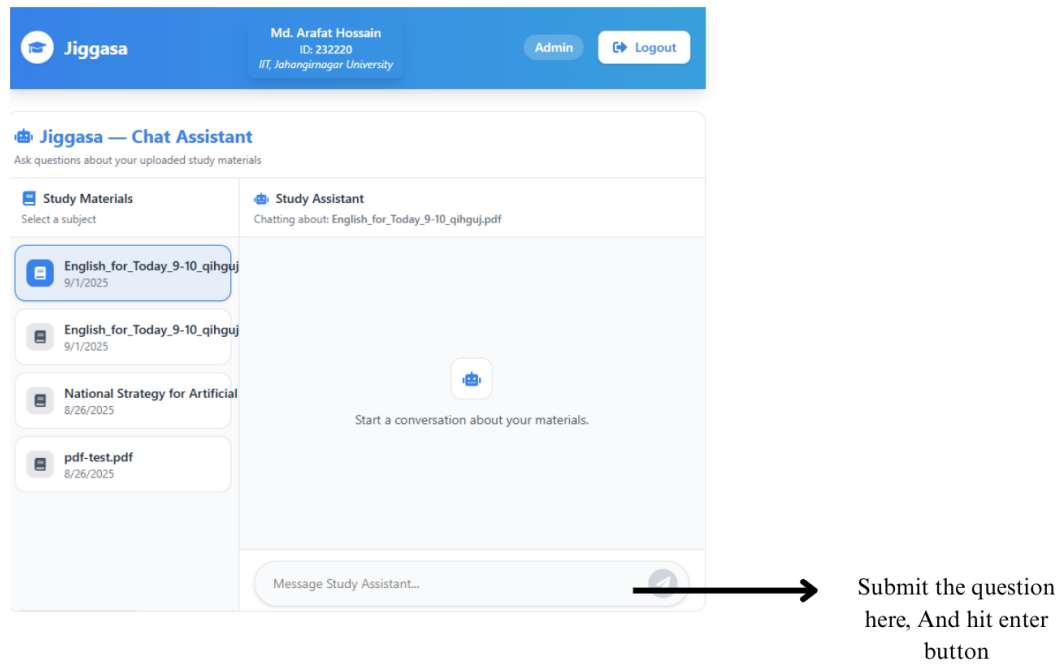 Jiggasa
Md. Arafat Hossain
ID: 232220
IIT, Jahangirnagar University
Admin
Logout
Jiggasa — Chat Assistant
Ask questions about your uploaded study materials
Study Materials
Select a subject
Study Assistant
Chatting about: English_for_Today_9-10_qihguj.pdf
English_for_Today_9-10_qihguj
9/1/2025
English_for_Today_9-10_qihguj
9/1/2025
National Strategy for Artificial
8/26/2025
pdf-test.pdf
8/26/2025
Start a conversation about your materials.
Message Study Assistant...
Submit the question
here, And hit enter
button